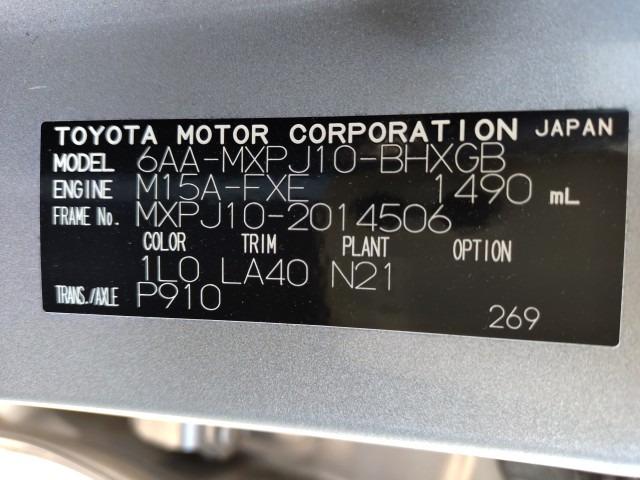 TOYOTA MOTOR CORPORATION JAPAN
MODEL 6AA-MXPJ10-BHXGB
ENGINE M15A-FXE 1490 mL
FRAME No. MXPJ10-2014506
COLOR TRIM PLANT OPTION
1L0 LA40 N21
TRANS./AXLE P910
269